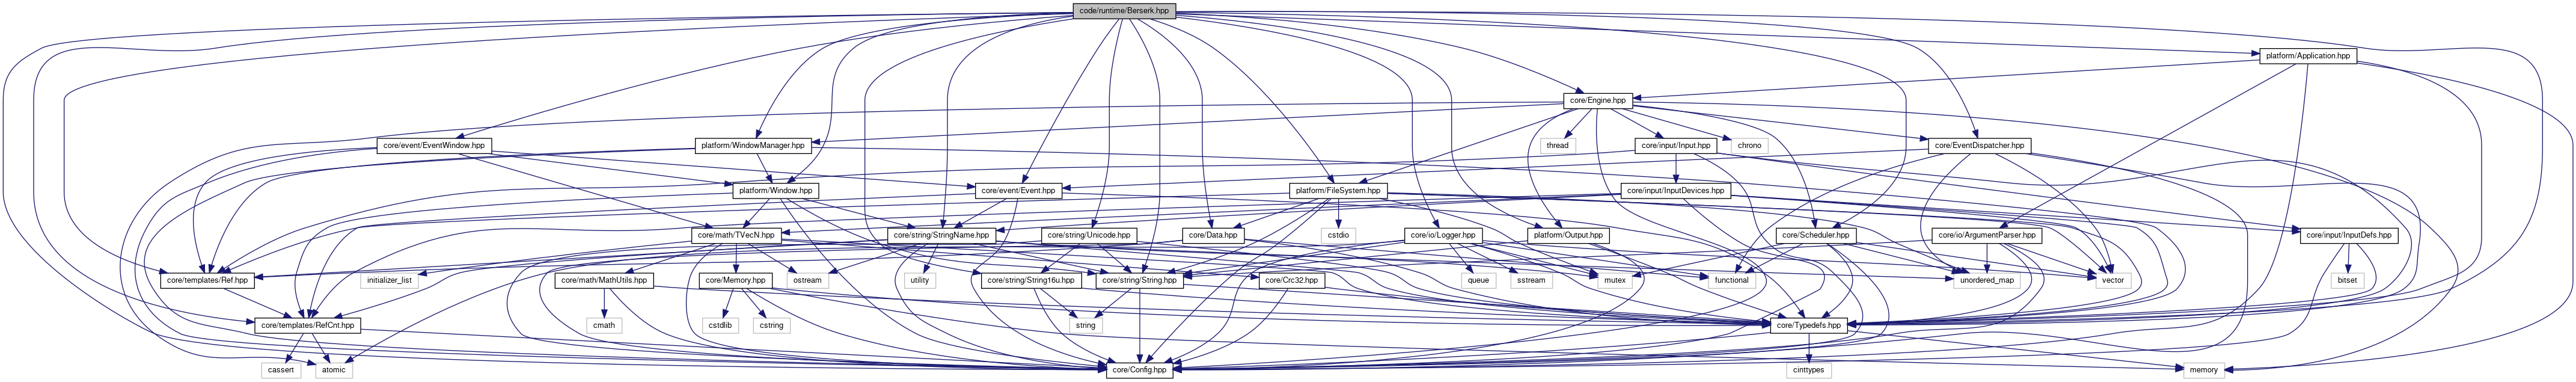 code/runtime/Berserk.hpp
platform/Application.hpp
core/Engine.hpp
core/event/EventWindow.hpp
platform/WindowManager.hpp
thread
core/input/Input.hpp
chrono
core/EventDispatcher.hpp
platform/Window.hpp
core/event/Event.hpp
platform/FileSystem.hpp
core/input/InputDevices.hpp
core/math/TVecN.hpp
core/string/StringName.hpp
core/string/Unicode.hpp
core/Data.hpp
cstdio
core/io/Logger.hpp
platform/Output.hpp
core/Scheduler.hpp
core/io/ArgumentParser.hpp
core/input/InputDefs.hpp
core/templates/Ref.hpp
initializer_list
core/math/MathUtils.hpp
core/Memory.hpp
ostream
utility
core/string/String16u.hpp
core/string/String.hpp
core/Crc32.hpp
queue
sstream
mutex
functional
unordered_map
vector
bitset
core/templates/RefCnt.hpp
cmath
cstdlib
cstring
string
core/Typedefs.hpp
cassert
atomic
core/Config.hpp
cinttypes
memory